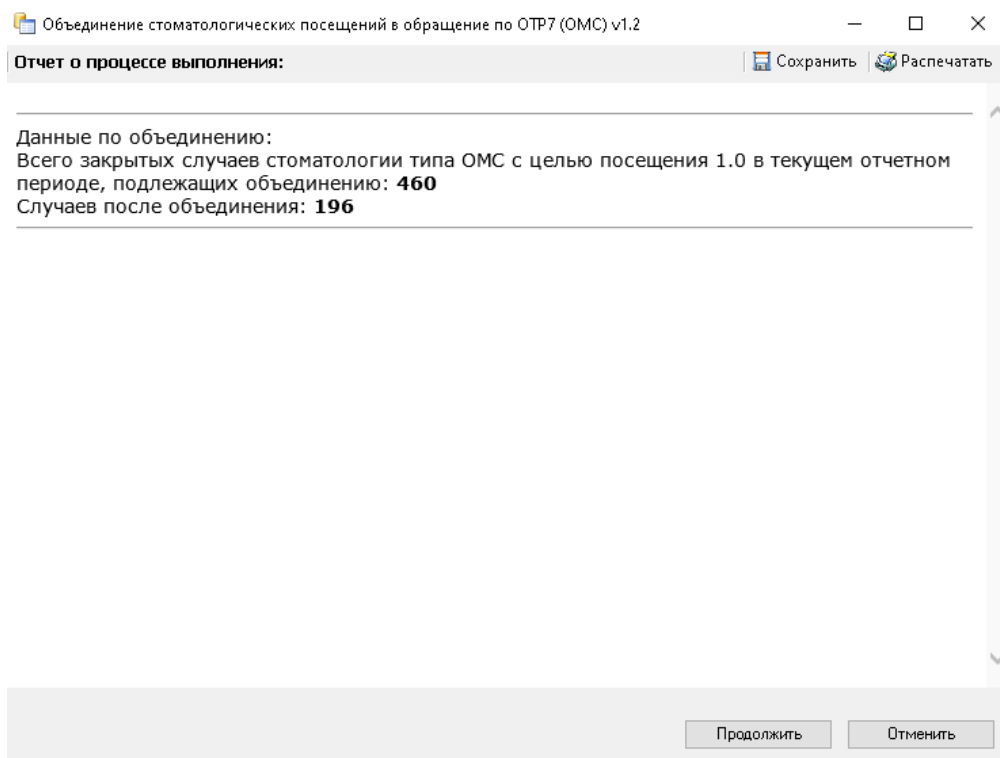 Объединение стоматологических посещений в обращение по ОТР7 (ОМС) v1.2
Отчет о процессе выполнения:
Сохранить
Распечатать
Данные по объединению:
Всего закрытых случаев стоматологии типа ОМС с целью посещения 1.0 в текущем отчетном
периоде, подлежащих объединению: 460
Случаев после объединения: 196
Продолжить
Отменить